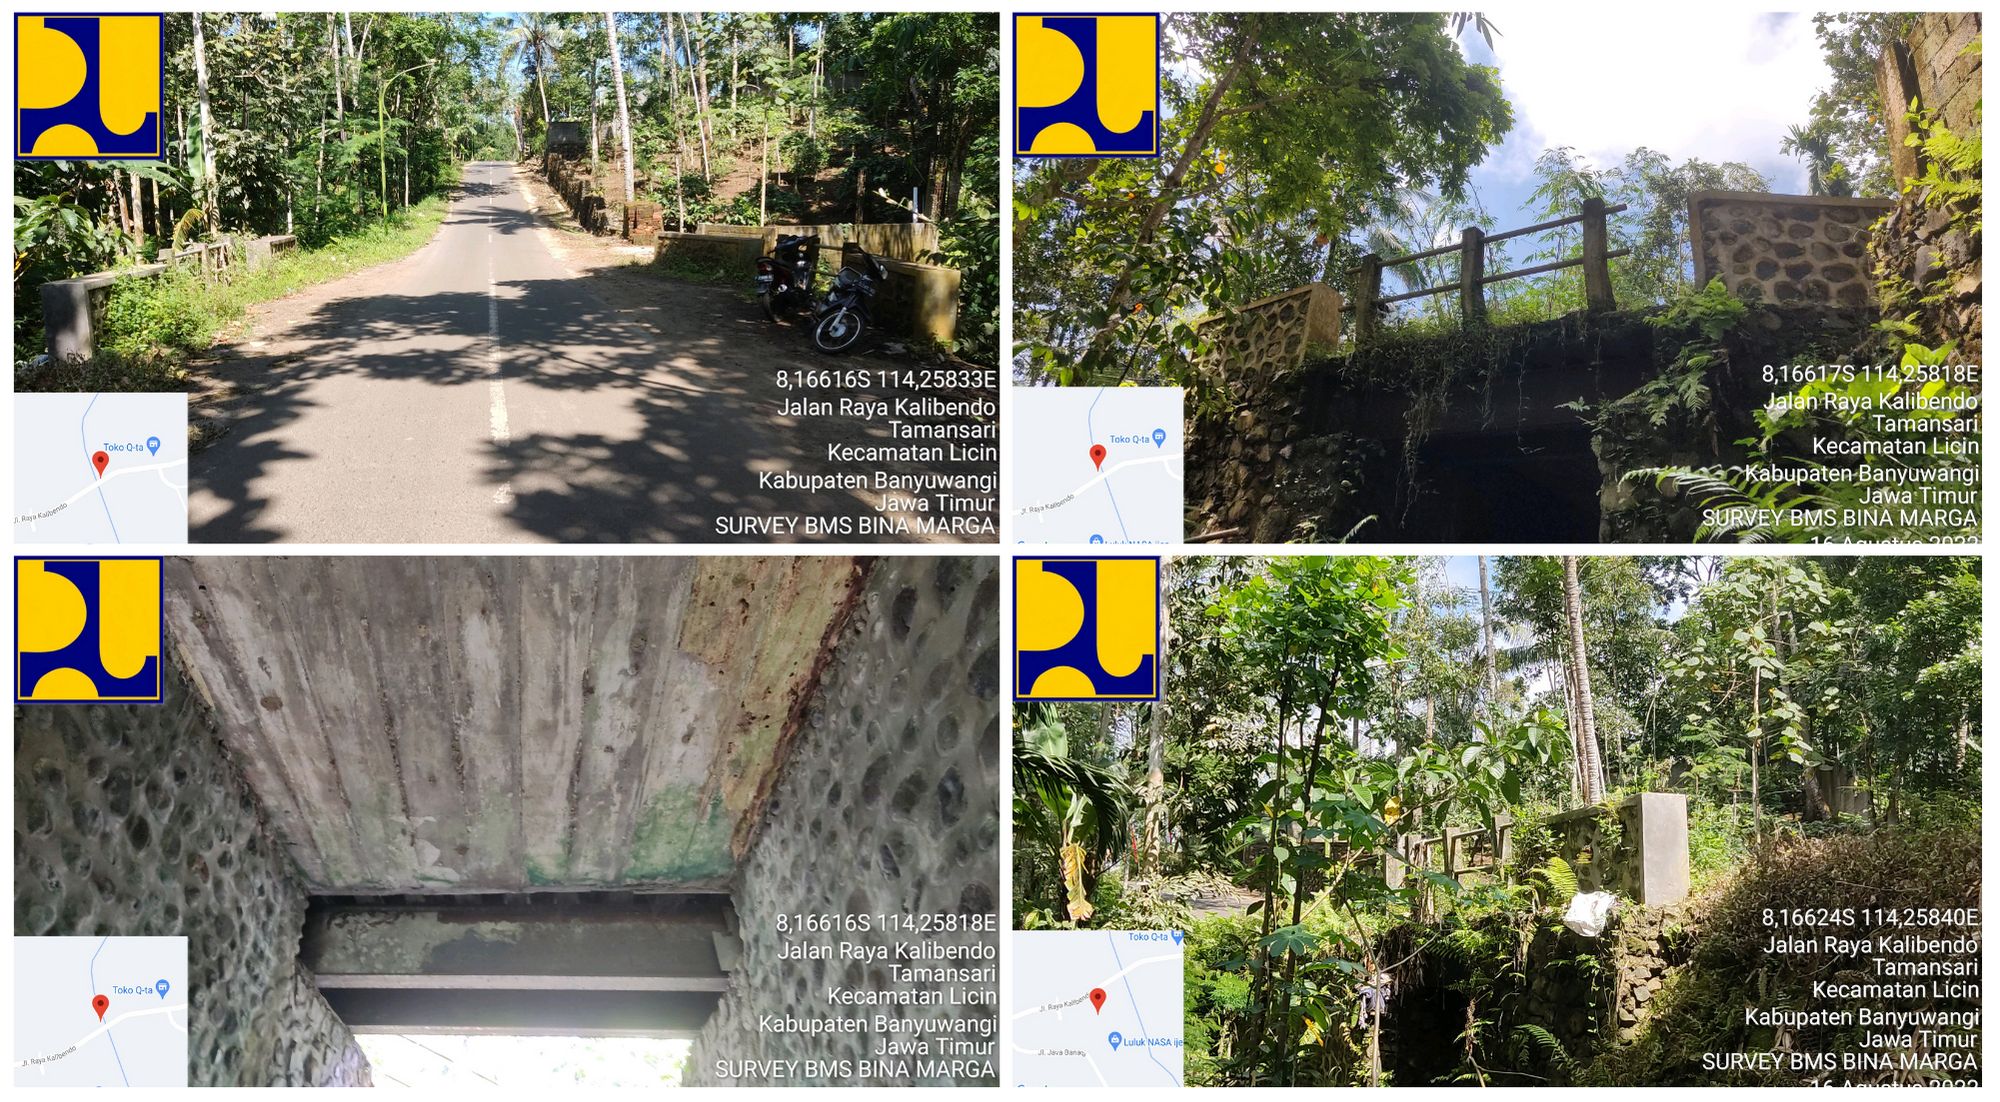 8,16616S 114,25833E
Jalan Raya Kalibendo
Tamansari
Kecamatan Licin
Kabupaten Banyuwangi
Jawa Timur
SURVEY BMS BINA MARGA
Toko Q-ta
Jl. Raya Kalibendo
8,16617S 114,25818E
Jalan Raya Kalibendo
Tamansari
Kecamatan Licin
Kabupaten Banyuwangi
Jawa Timur
SURVEY BMS BINA MARGA
Toko Q-ta
Jl. Raya Kalibendo
8,16616S 114,25818E
Jalan Raya Kalibendo
Tamansari
Kecamatan Licin
Kabupaten Banyuwangi
Jawa Timur
SURVEY BMS BINA MARGA
Toko Q-ta
Jl. Raya Kalibendo
8,16624S 114,25840E
Jalan Raya Kalibendo
Tamansari
Kecamatan Licin
Kabupaten Banyuwangi
Jawa Timur
SURVEY BMS BINA MARGA
Toko Q-ta
Jl. Raya Kalibendo
Luluk NASA ije